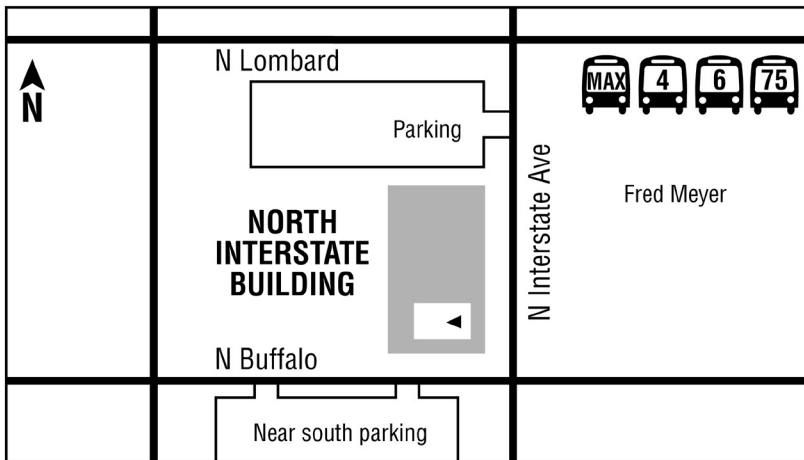 N Lombard
MAX 4 6 75
N
Parking
N Interstate Ave
Fred Meyer
NORTH
INTERSTATE
BUILDING
N Buffalo
Near south parking